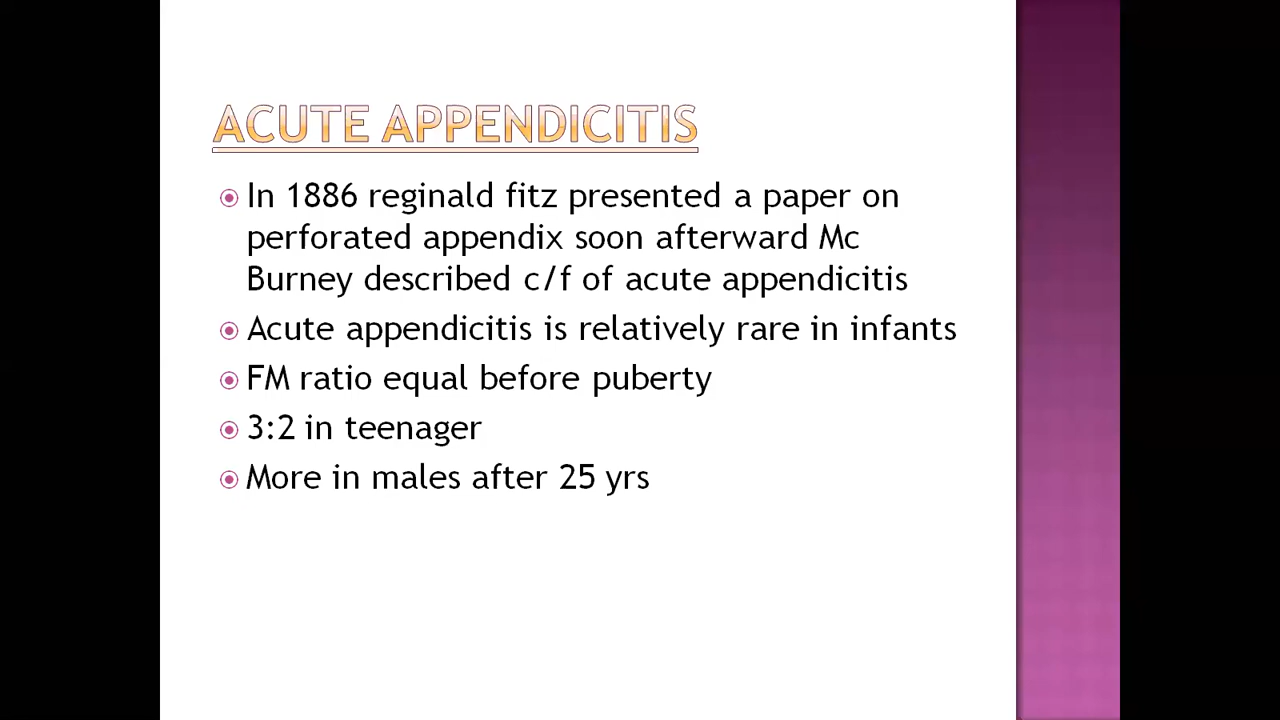 ACUTE APPENDICITIS
In 1886 reginald fitz presented a paper on
perforated appendix soon afterward Mc
Burney described c/f of acute appendicitis
Acute appendicitis is relatively rare in infants
FM ratio equal before puberty
3:2 in teenager
More in males after 25 yrs